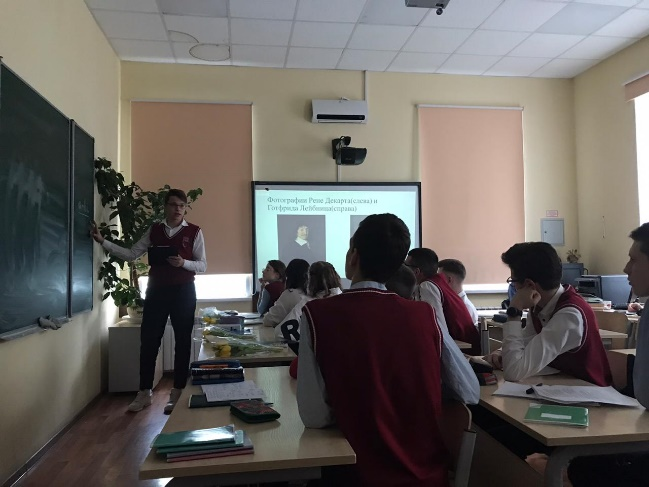 Фотографии Рене Декарта(слева) и
Готфрида Лейбница(справа)